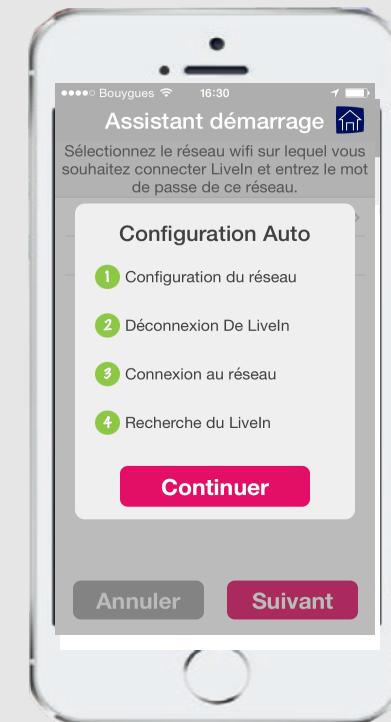 Bouygues 16:30
Assistant démarrage
Sélectionnez le réseau wifi sur lequel vous
souhaitez connecter LiveIn et entrez le mot
de passe de ce réseau.
Configuration Auto
1 Configuration du réseau
2 Déconnexion De LiveIn
3 Connexion au réseau
4 Recherche du LiveIn
Continuer
Annuler Suivant